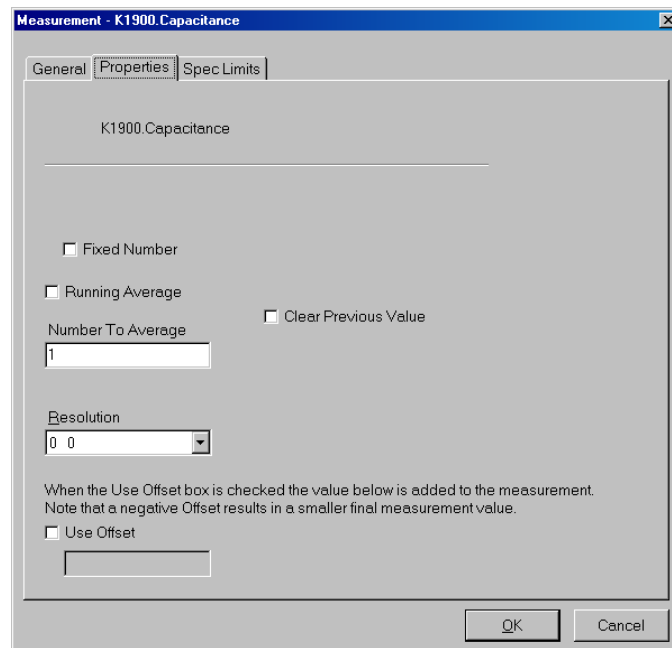 Measurement - K1900.Capacitance
General Properties Spec Limits
K1900.Capacitance
Fixed Number
Running Average
Clear Previous Value
Number To Average
1
Resolution
0 0
When the Use Offset box is checked the value below is added to the measurement.
Note that a negative Offset results in a smaller final measurement value.
Use Offset
OK Cancel